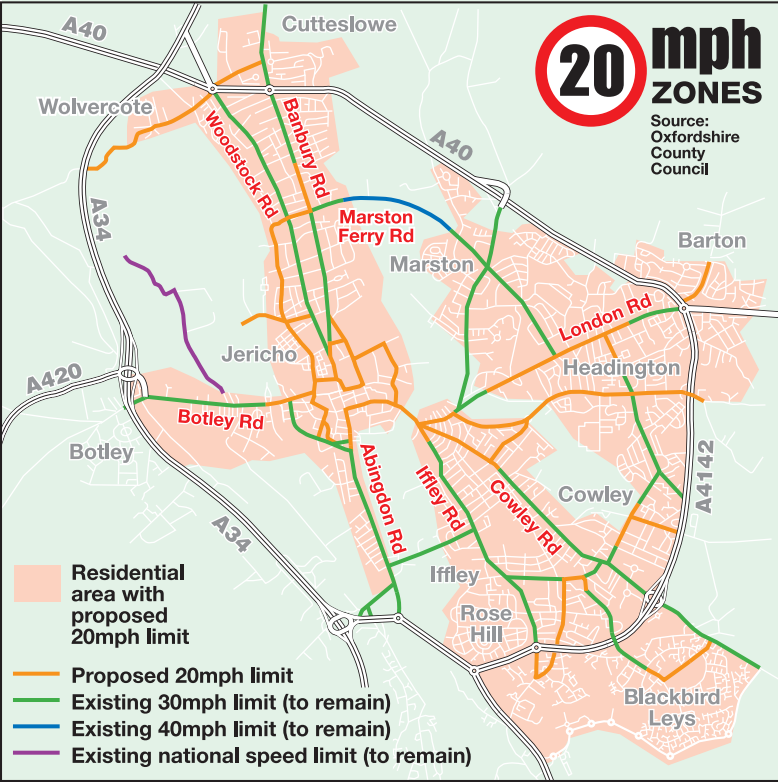 A40
Cutteslowe
20
mph
ZONES
Source:
Oxfordshire
County
Council
Wolvercote
Woodstock Rd
Banbury Rd
A40
A34
Marston
Ferry Rd
Marston
Barton
London Rd
Jericho
Headington
A420
Botley Rd
Botley
Abingdon Rd
Iffley Rd
Cowley Rd
Cowley
A4142
A34
Iffley
Rose
Hill
Blackbird
Leys
Residential
area with
proposed
20mph limit
Proposed 20mph limit
Existing 30mph limit (to remain)
Existing 40mph limit (to remain)
Existing national speed limit (to remain)